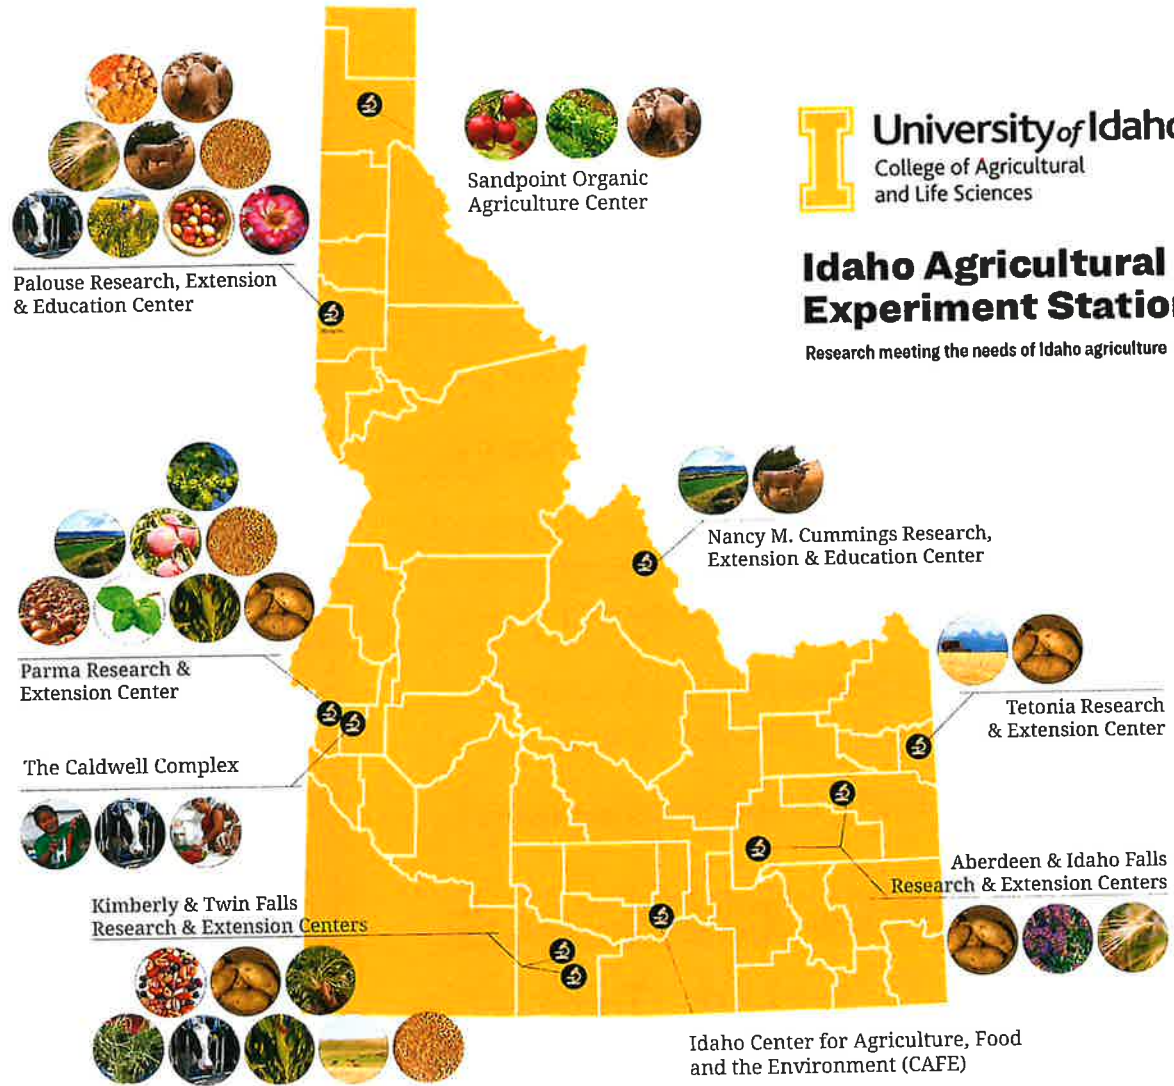 University of Idaho
College of Agricultural
and Life Sciences
Idaho Agricultural
Experiment Station
Research meeting the needs of Idaho agriculture
Sandpoint Organic
Agriculture Center
Palouse Research, Extension
& Education Center
Nancy M. Cummings Research,
Extension & Education Center
Parma Research &
Extension Center
Tetonia Research
& Extension Center
The Caldwell Complex
Aberdeen & Idaho Falls
Research & Extension Centers
Kimberly & Twin Falls
Research & Extension Centers
Idaho Center for Agriculture, Food
and the Environment (CAFE)